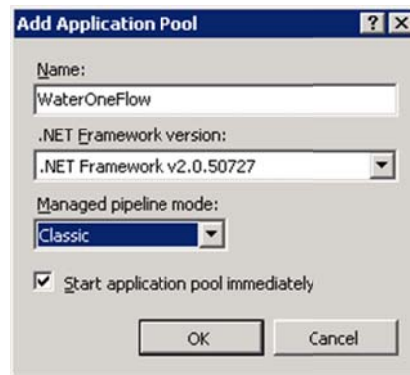 Add Application Pool
Name:
WaterOneFlow
.NET Framework version:
.NET Framework v2.0.50727
Managed pipeline mode:
Classic
Start application pool immediately
OK
Cancel